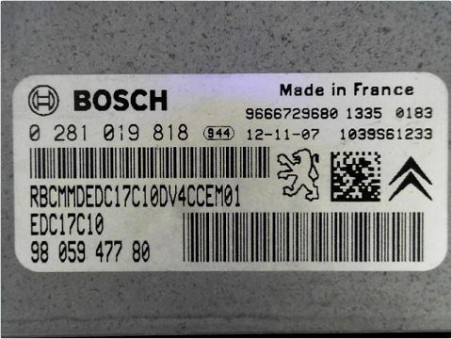 BOSCH
Made in France
9666729680 1335 0183
0 281 019 818 944 12-11-07 1039S61233
RBCMMDEDC17C10DV4CCEM01
EDC17C10
98 059 477 80